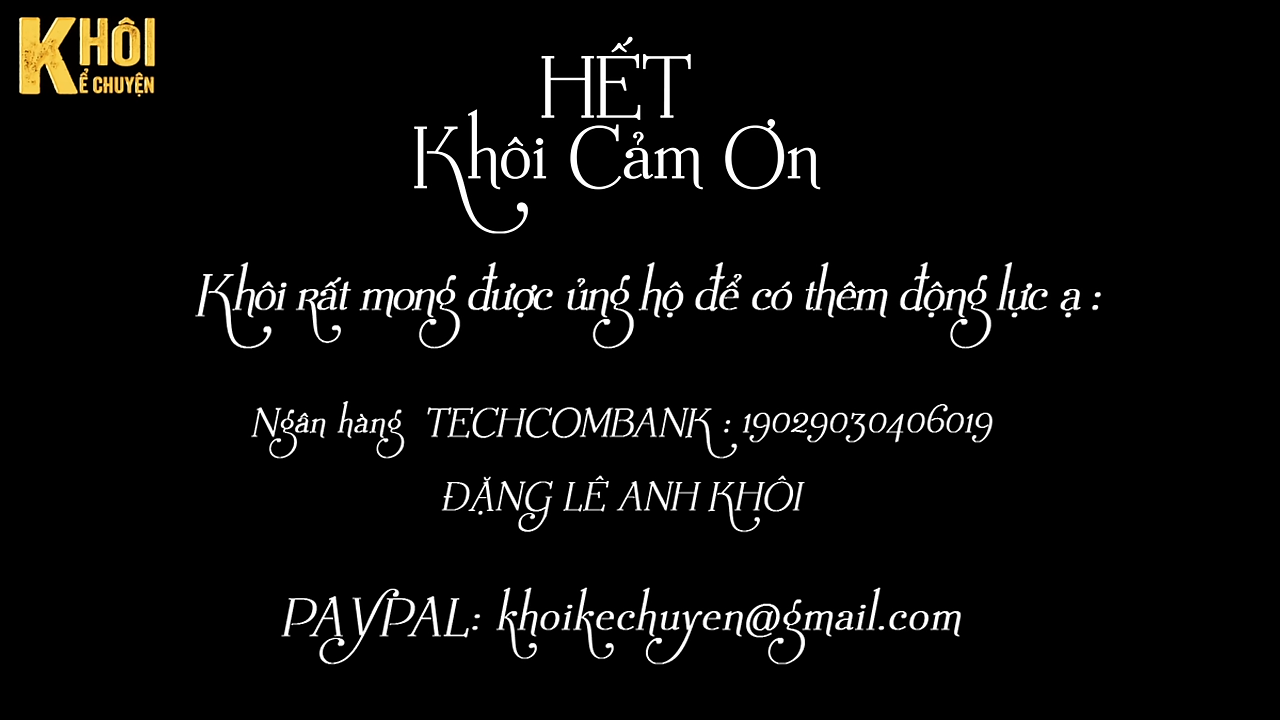 KHÔI
Ể CHUYỆN
HẾT
Khôi Cảm Ơn
Khôi rất mong được ủng hộ để có thêm động lực ạ :
Ngân hàng TECHCOMBANK : 19029030406019
ĐẶNG LÊ ANH KHÔI
PAYPAL: khoikechuyen@gmail.com